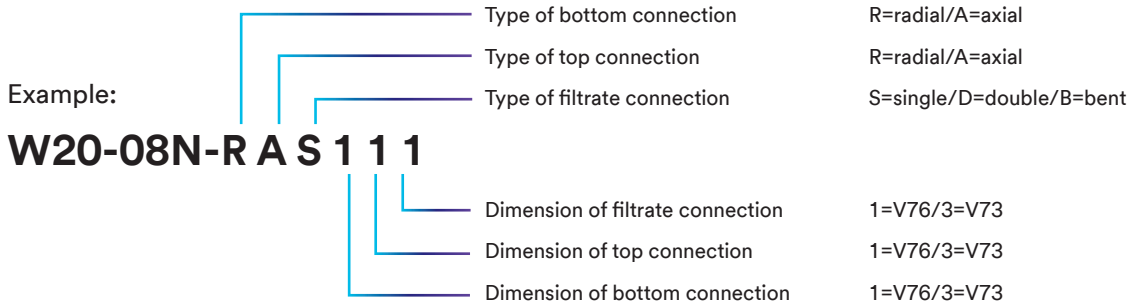 Type of bottom connection R=radial/A=axial
Type of top connection R=radial/A=axial
Example:
Type of filtrate connection S=single/D=double/B=bent
W20-08N-R A S 1 1 1
Dimension of filtrate connection 1=V76/3=V73
Dimension of top connection 1=V76/3=V73
Dimension of bottom connection 1=V76/3=V73